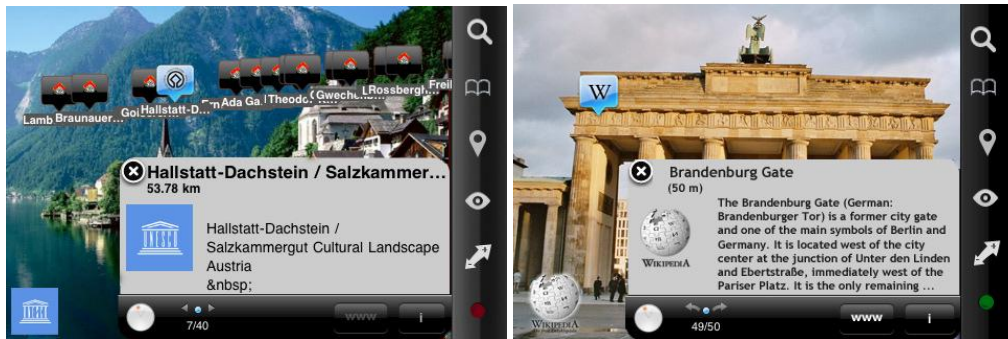 Lamb
Braunauer...
Hallstatt-D...
Ada
Ga
Theodo
Gwechen
Rossbergh...
Freil
Hallstatt-Dachstein / Salzkammer...
53.78 km
UNESCO
Hallstatt-Dachstein /
Salzkammergut Cultural Landscape
Austria
&nbsp;
7/40
www
i
W
Brandenburg Gate
(50 m)
The Brandenburg Gate (German:
Brandenburger Tor) is a former city gate
and one of the main symbols of Berlin and
Germany. It is located west of the city
center at the junction of Unter den Linden
and Ebertstraße, immediately west of the
Pariser Platz. It is the only remaining ...
WIKIPEDIA
WIKIPEDIA
49/50
www
i